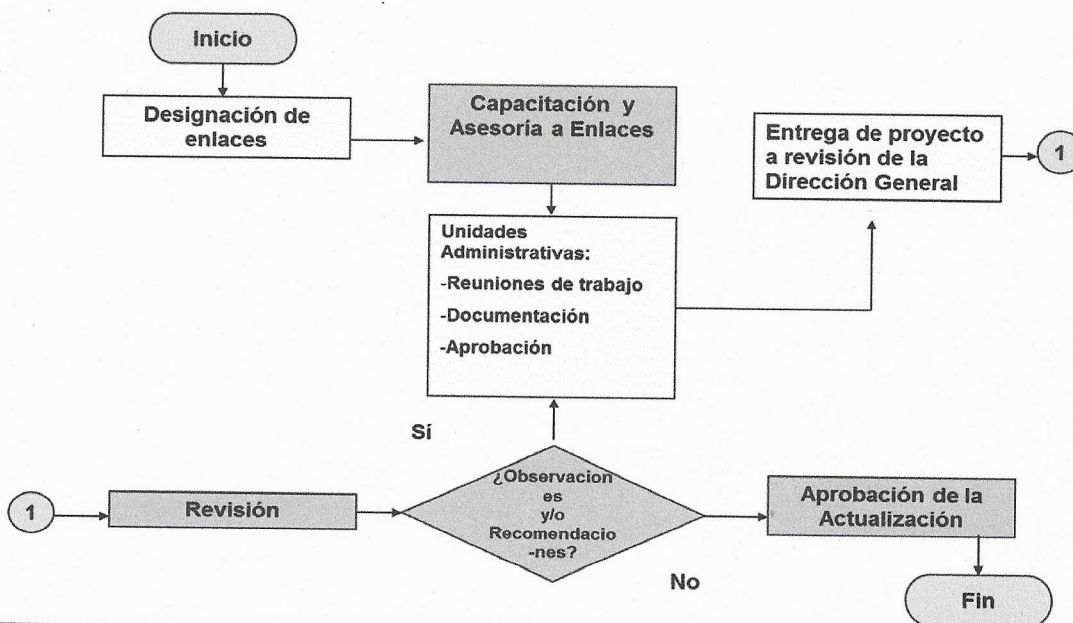 Inicio
Designación de
enlaces
Capacitación y
Asesoría a Enlaces
Entrega de proyecto
a revisión de la
Dirección General
1
Unidades
Administrativas:
-Reuniones de trabajo
-Documentación
-Aprobación
Sí
1
Revisión
¿Observacion
es
y/o
Recomendacio
-nes?
No
Aprobación de la
Actualización
Fin